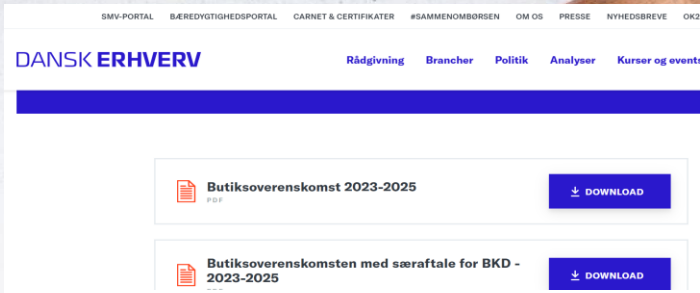 SMV-PORTAL BÆREDYGTIGHEDSPORTAL CARNET & CERTIFIKATER #SAMMENOMBØRSEN OM OS PRESSE NYHEDSBREVE OK2
DANSK ERHVERV
Rådgivning Brancher Politik Analyser Kurser og events
Butiksoverenskomst 2023-2025
PDF
DOWNLOAD
Butiksoverenskomsten med særaftale for BKD -
2023-2025
DOWNLOAD